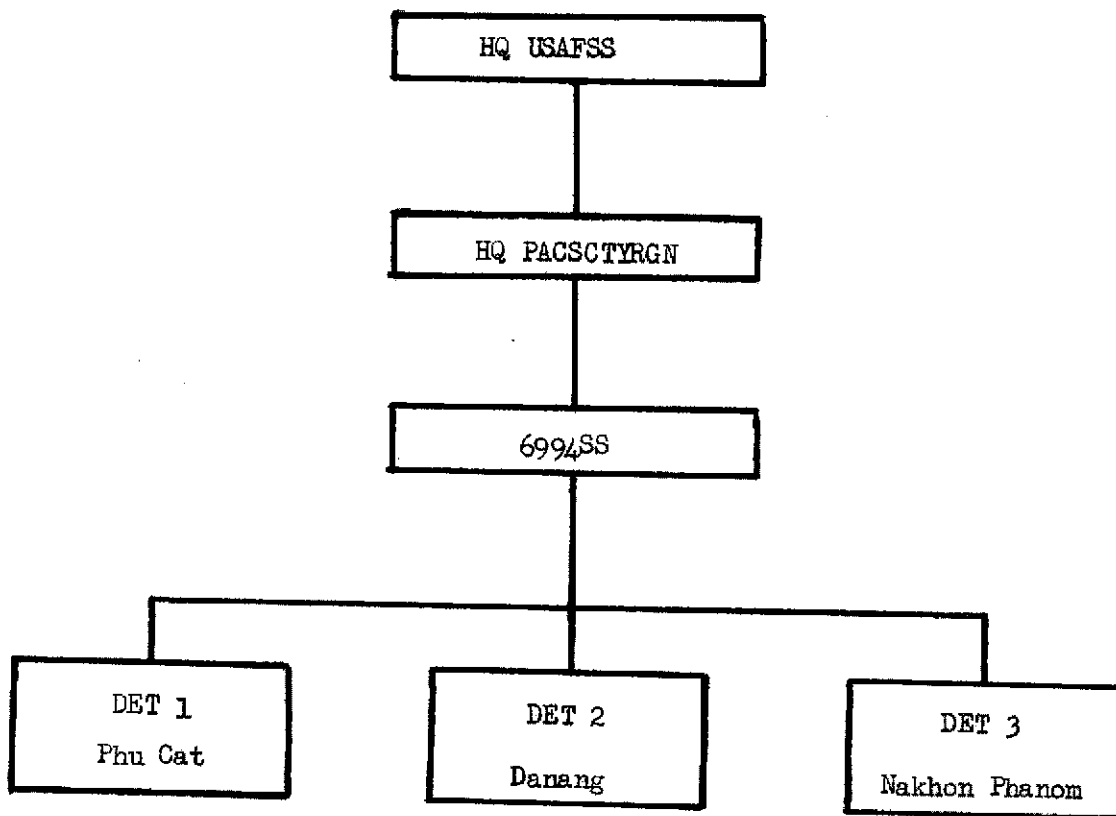 HQ USAFSS
HQ PACSCTYRGN
6994SS
DET 1
Phu Cat
DET 2
Danang
DET 3
Nakhon Phanom